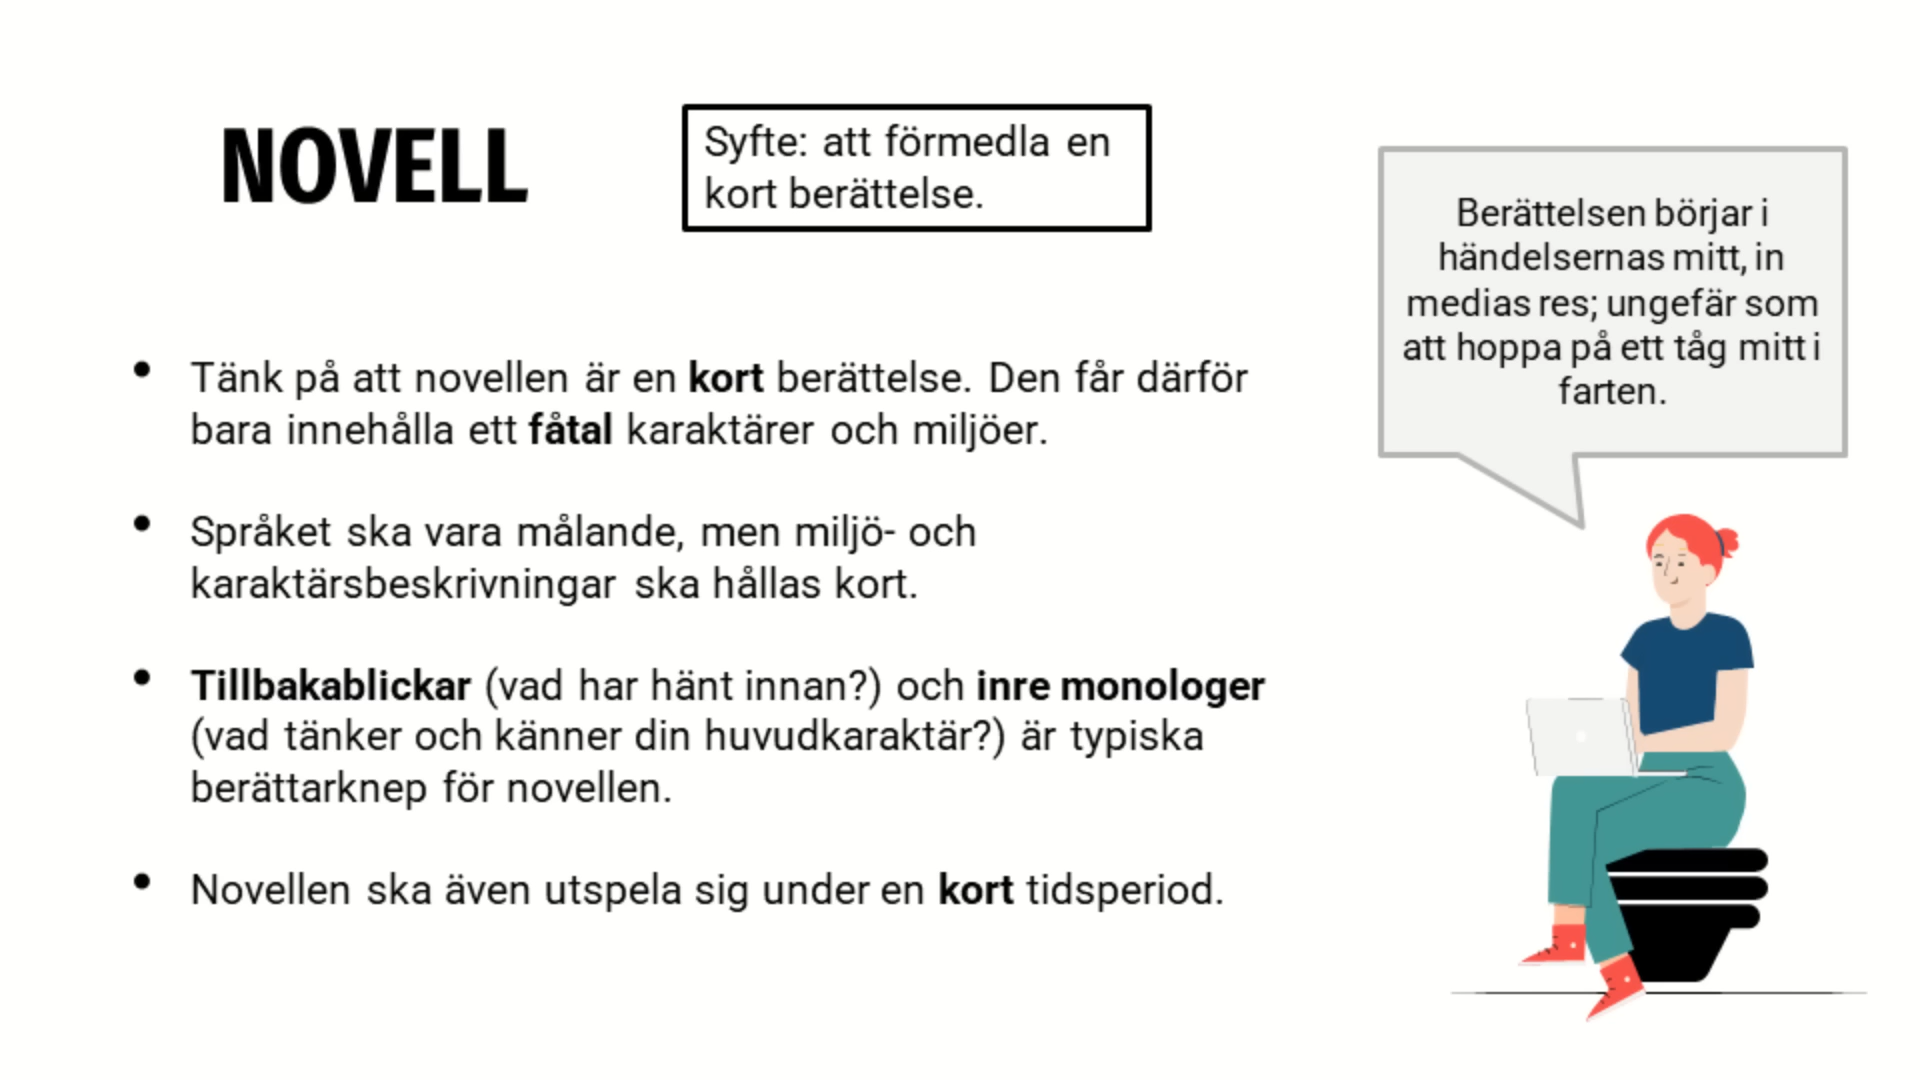 NOVELL
Syfte: att förmedla en
kort berättelse.
Berättelsen börjar i
händelsernas mitt, in
medias res; ungefär som
att hoppa på ett tåg mitt i
farten.
• Tänk på att novellen är en kort berättelse. Den får därför
bara innehålla ett fåtal karaktärer och miljöer.
• Språket ska vara målande, men miljö- och
karaktärsbeskrivningar ska hållas kort.
• Tillbakablickar (vad har hänt innan?) och inre monologer
(vad tänker och känner din huvudkaraktär?) är typiska
berättarknep för novellen.
• Novellen ska även utspela sig under en kort tidsperiod.